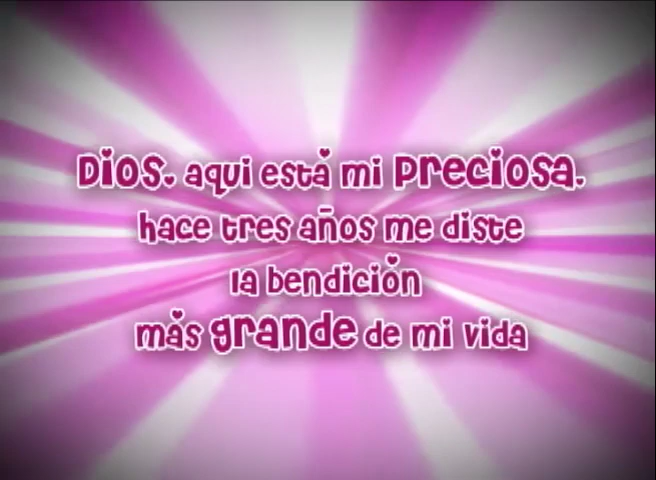 Dios, aqui está mi preciosa,
hace tres años me diste
la bendición
más grande de mi vida